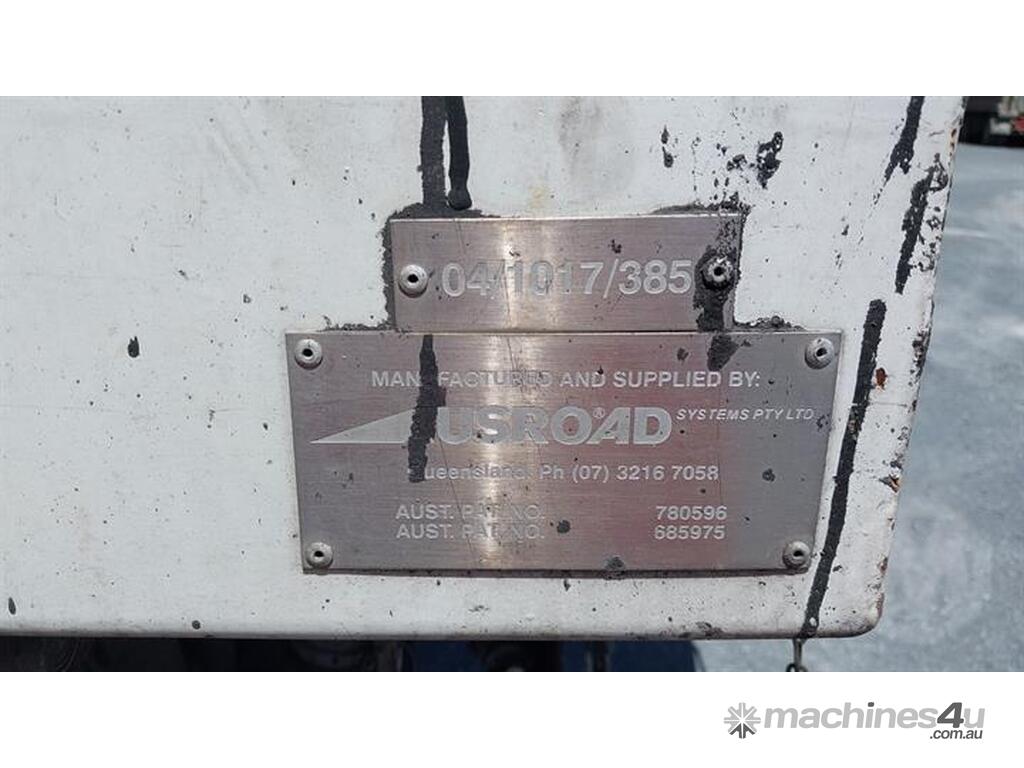 04/1017/385
MANUFACTURED AND SUPPLIED BY:
USROAD® SYSTEMS PTY LTD
Queensland. Ph (07) 3216 7058
AUST. PAT. NO. 780596
AUST. PAT. NO. 685975
machines4u
.com.au